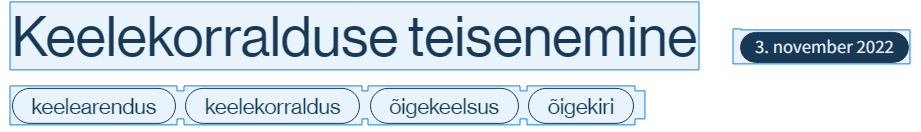 Keelekorralduse teisenemine
3. november 2022
keelearendus keelekorraldus õigekeelsus õigekiri